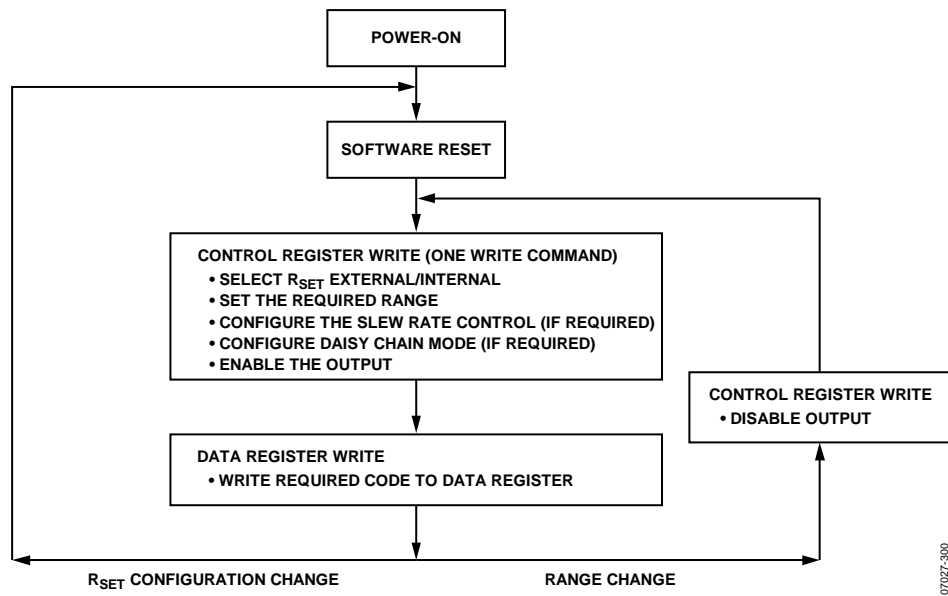 POWER-ON
SOFTWARE RESET
CONTROL REGISTER WRITE (ONE WRITE COMMAND)
• SELECT RSET EXTERNAL/INTERNAL
• SET THE REQUIRED RANGE
• CONFIGURE THE SLEW RATE CONTROL (IF REQUIRED)
• CONFIGURE DAISY CHAIN MODE (IF REQUIRED)
• ENABLE THE OUTPUT
CONTROL REGISTER WRITE
• DISABLE OUTPUT
DATA REGISTER WRITE
• WRITE REQUIRED CODE TO DATA REGISTER
RSET CONFIGURATION CHANGE
RANGE CHANGE
07027-300